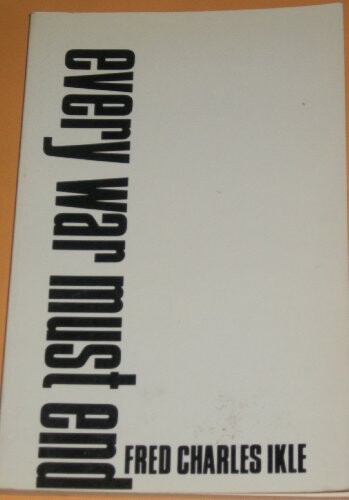 every war must end
FRED CHARLES IKLE